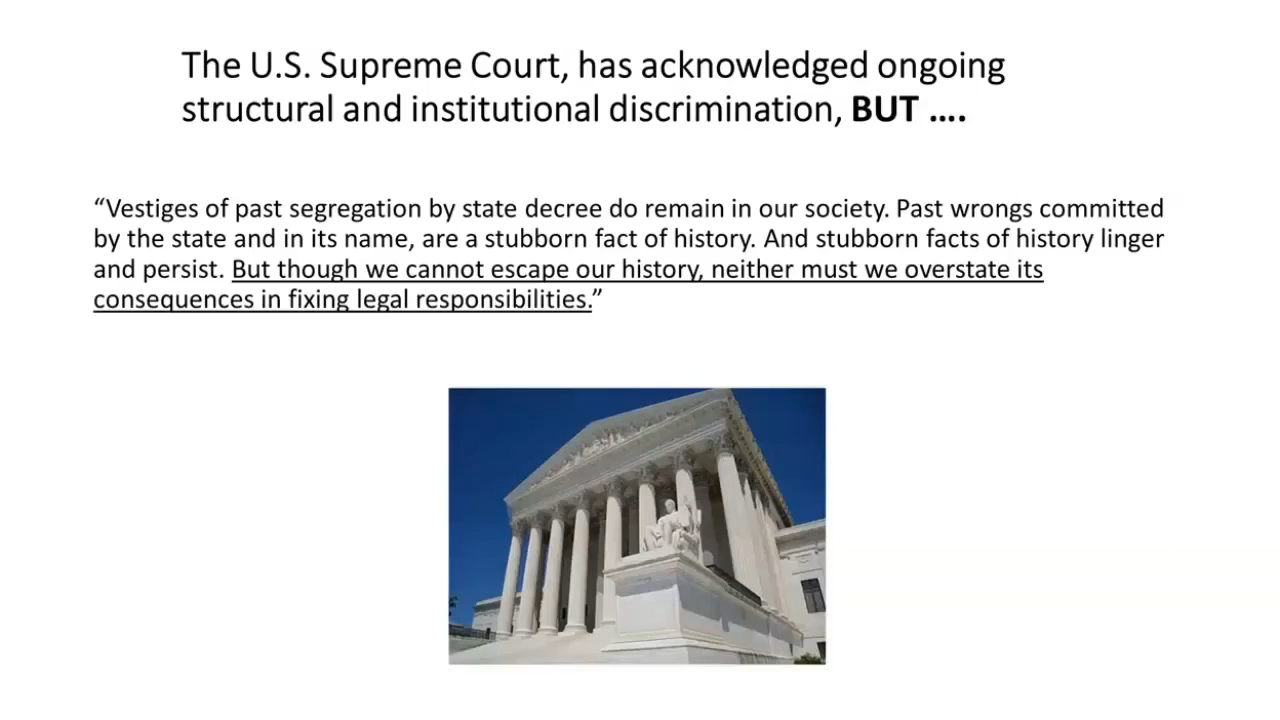 The U.S. Supreme Court, has acknowledged ongoing
structural and institutional discrimination, BUT ....
“Vestiges of past segregation by state decree do remain in our society. Past wrongs committed
by the state and in its name, are a stubborn fact of history. And stubborn facts of history linger
and persist. But though we cannot escape our history, neither must we overstate its
consequences in fixing legal responsibilities.”